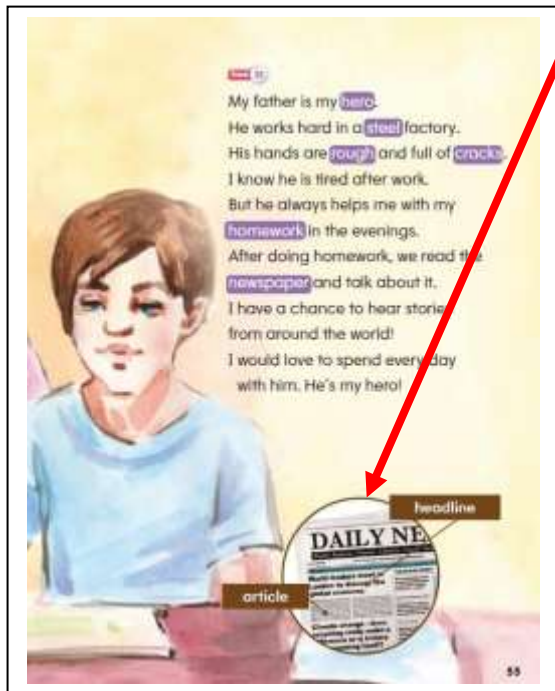 My father is my hero.
He works hard in a steel factory.
His hands are rough and full of cracks.
I know he is tired after work.
But he always helps me with my
homework in the evenings.
After doing homework, we read the
newspaper and talk about it.
I have a chance to hear stories
from around the world!
I would love to spend every day
with him. He's my hero!
headline
DAILY NE
article
55